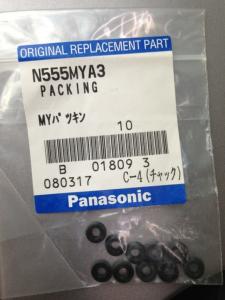 ORIGINAL REPLACEMENT PART
N555MYA3
PACKING
MYパツキン
10
B 01809 3
080317 C-4(チャック)
Panasonic